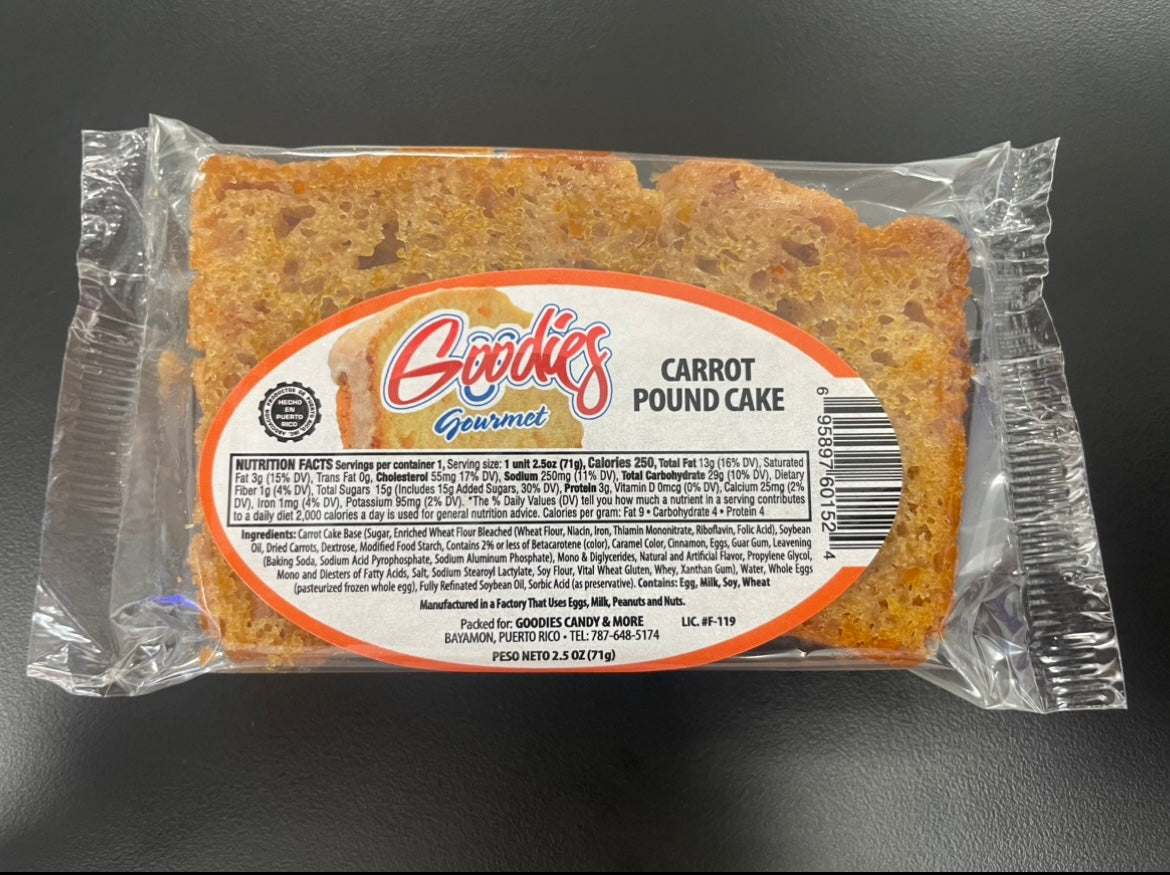 Goodies
Gourmet
CARROT
POUND CAKE
HECHO
EN
PUERTO
RICO
NUTRITION FACTS Servings per container 1, Serving size: 1 unit 2.5oz (71g), Calories 250, Total Fat 13g (16% DV), Saturated
Fat 3g (15% DV), Trans Fat 0g, Cholesterol 55mg 17% DV), Sodium 250mg (11% DV), Total Carbohydrate 29g (10% DV), Dietary
Fiber 1g (4% DV), Total Sugars 15g (Includes 15g Added Sugars, 30% DV), Protein 3g, Vitamin D 0mcg (0% DV), Calcium 25mg (2%
DV), Iron 1mg (4% DV), Potassium 95mg (2% DV). *The % Daily Values (DV) tell you how much a nutrient in a serving contributes
to a daily diet 2,000 calories a day is used for general nutrition advice. Calories per gram: Fat 9 • Carbohydrate 4 • Protein 4
Ingredients: Carrot Cake Base (Sugar, Enriched Wheat Flour Bleached (Wheat Flour, Niacin, Iron, Thiamin Mononitrate, Riboflavin, Folic Acid), Soybean
Oil, Dried Carrots, Dextrose, Modified Food Starch, Contains 2% or less of Betacarotene (color), Caramel Color, Cinnamon, Eggs, Guar Gum, Leavening
(Baking Soda, Sodium Acid Pyrophosphate, Sodium Aluminum Phosphate), Mono & Diglycerides, Natural and Artificial Flavor, Propylene Glycol,
Mono and Diesters of Fatty Acids, Salt, Sodium Stearoyl Lactylate, Soy Flour, Vital Wheat Gluten, Whey, Xanthan Gum), Water, Whole Eggs
(pasteurized frozen whole egg), Fully Refinated Soybean Oil, Sorbic Acid (as preservative). Contains: Egg, Milk, Soy, Wheat
Manufactured in a Factory That Uses Eggs, Milk, Peanuts and Nuts.
Packed for: GOODIES CANDY & MORE LIC. #F-119
BAYAMON, PUERTO RICO • TEL: 787-648-5174
PESO NETO 2.5 OZ (71g)
6 95897 60152 4